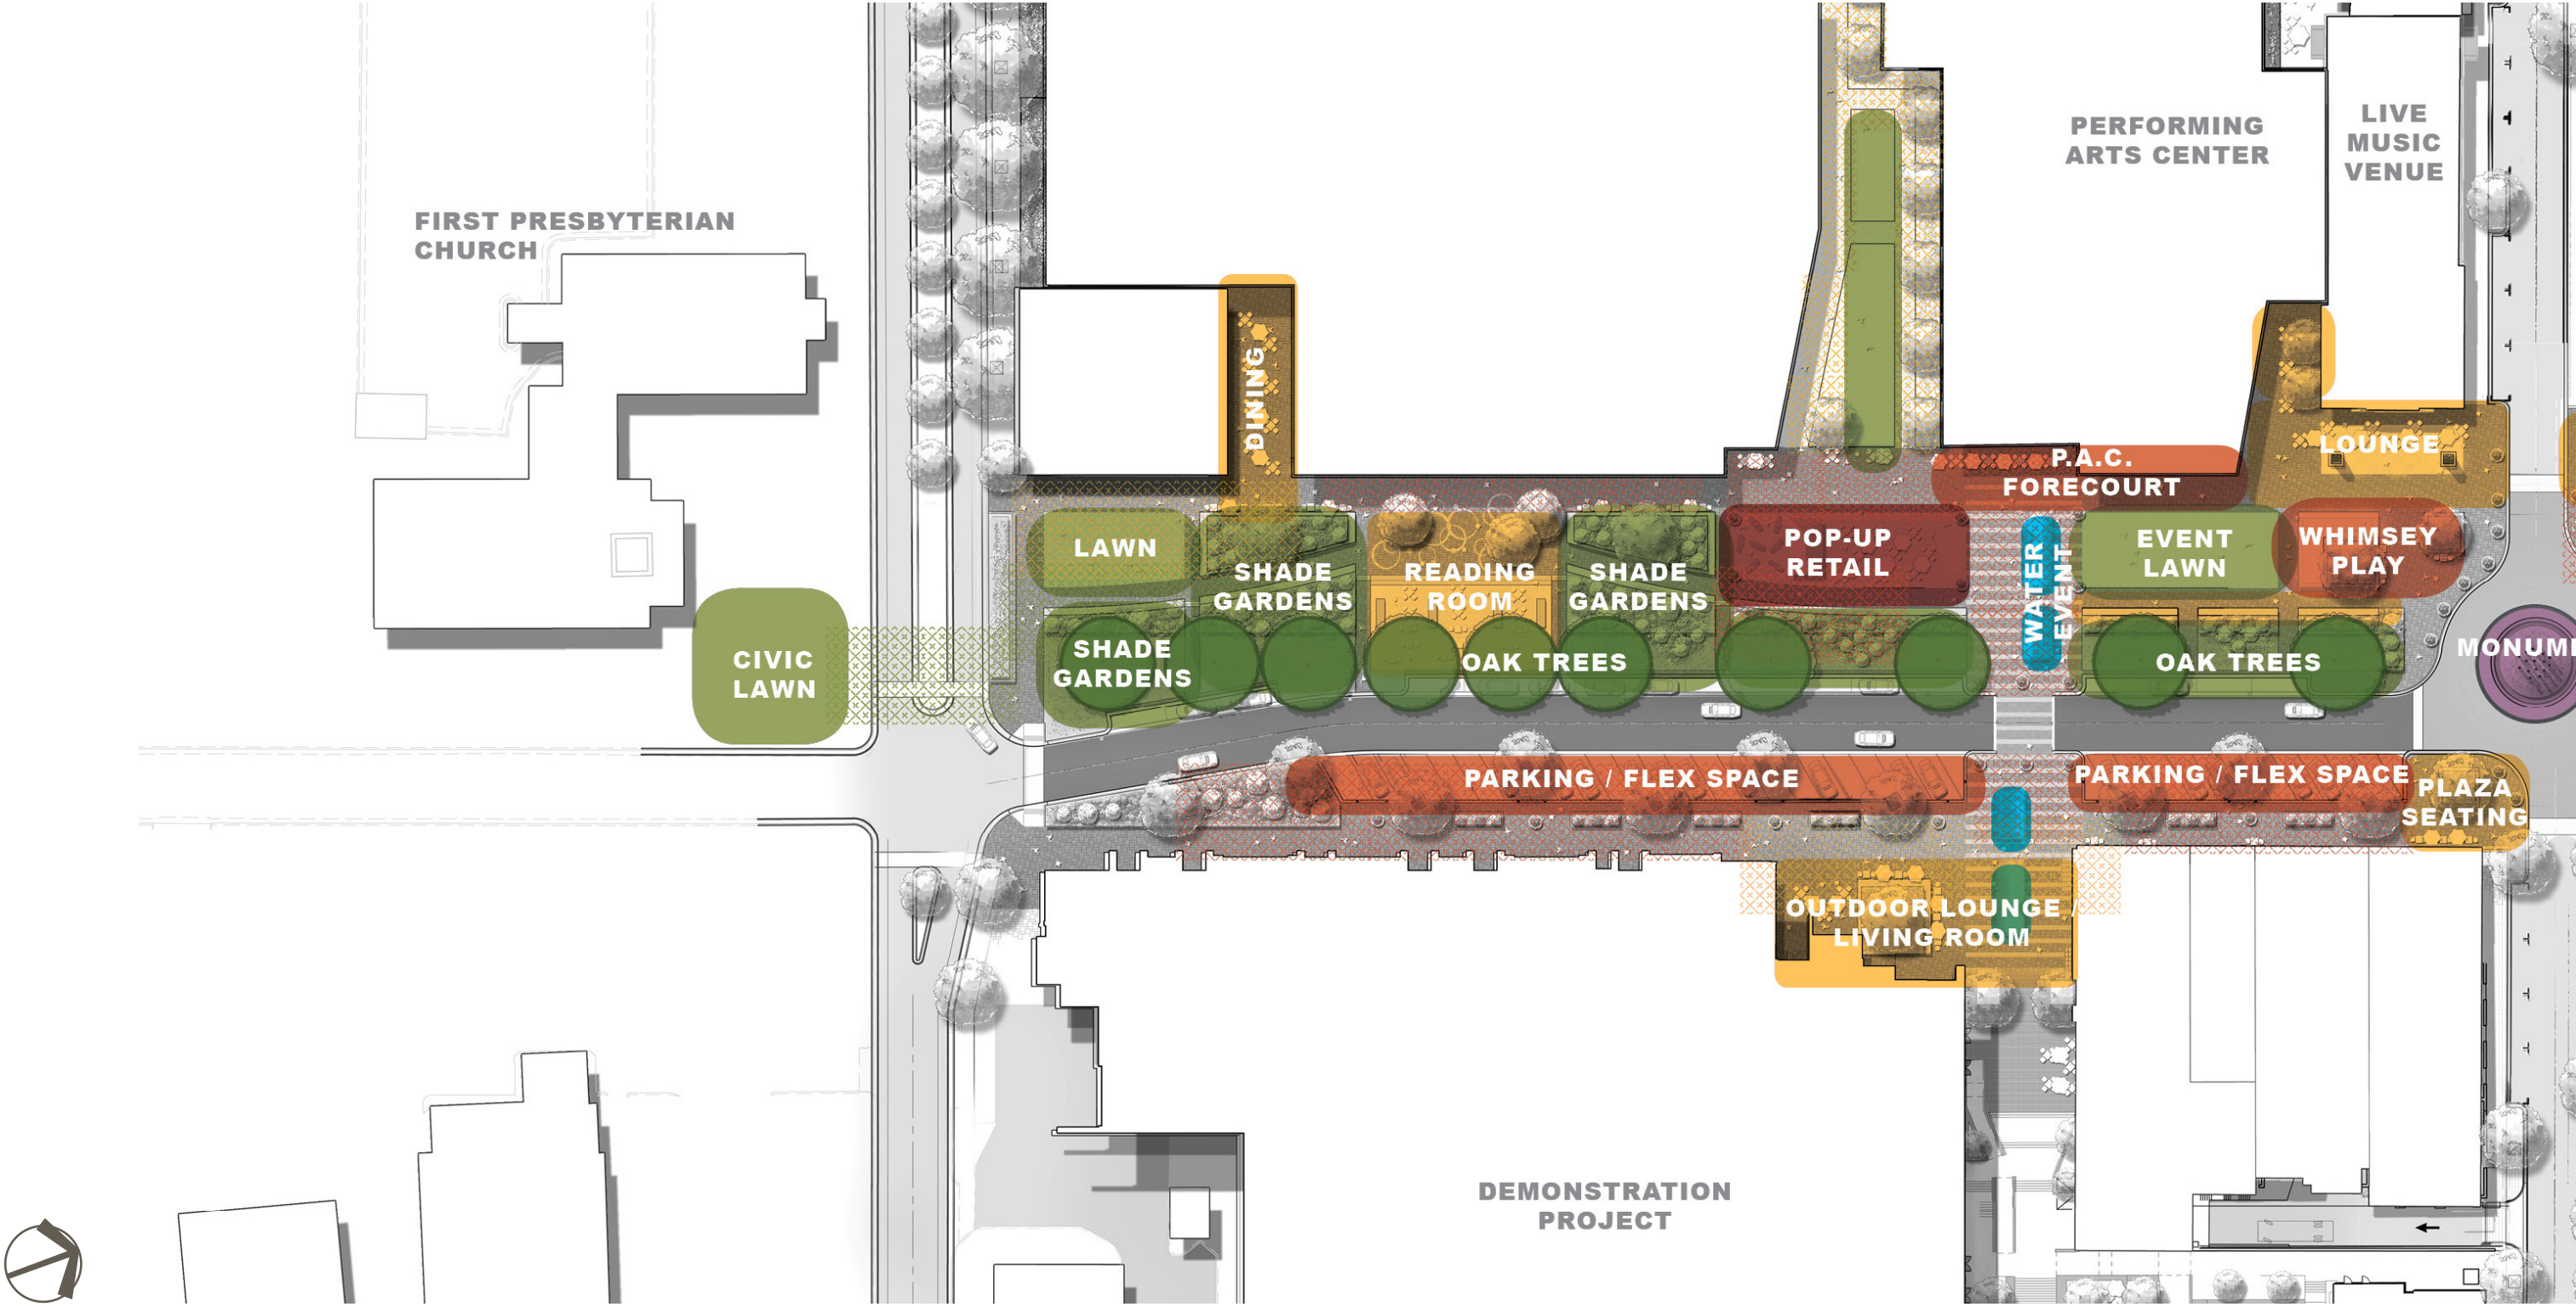 PERFORMING
ARTS CENTER
LIVE
MUSIC
VENUE
FIRST PRESBYTERIAN
CHURCH
DINING
LOUNGE
P.A.C.
FORECOURT
LAWN
SHADE
GARDENS
READING
ROOM
SHADE
GARDENS
POP-UP
RETAIL
WATER
EVENT
EVENT
LAWN
WHIMSEY
PLAY
CIVIC
LAWN
SHADE
GARDENS
OAK TREES
OAK TREES
MONUME
PARKING / FLEX SPACE
PARKING / FLEX SPACE
PLAZA
SEATING
OUTDOOR LOUNGE /
LIVING ROOM
DEMONSTRATION
PROJECT